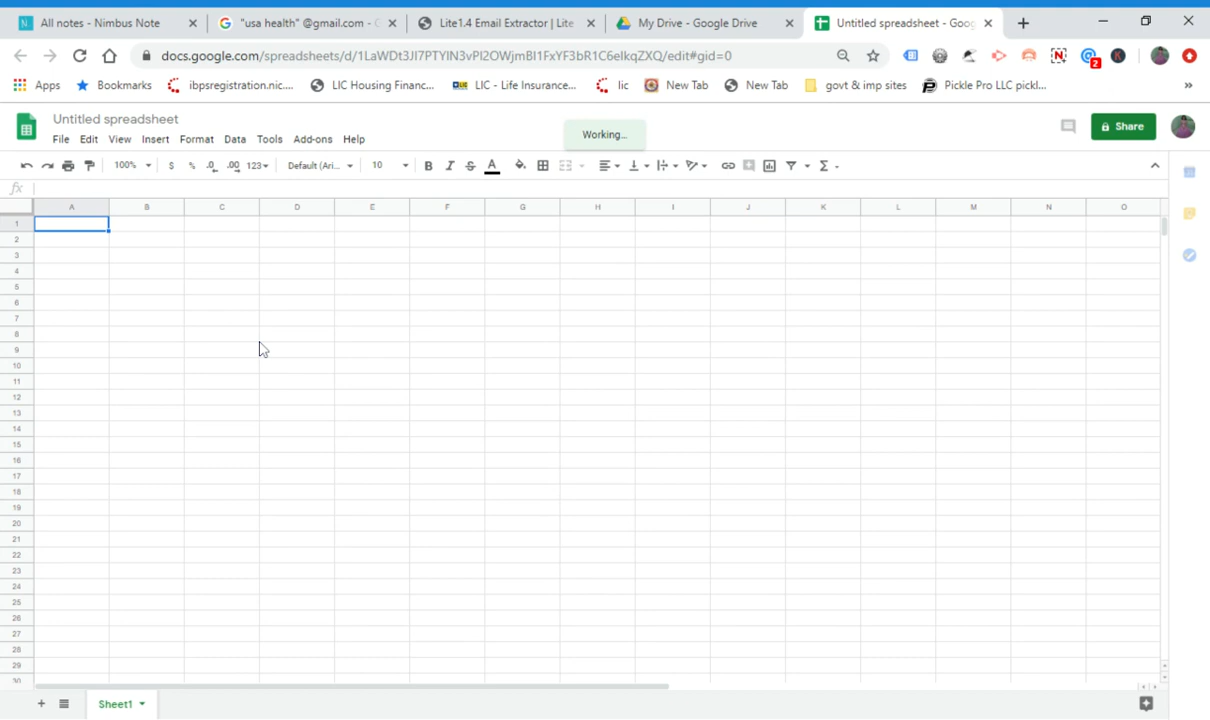 All notes - Nimbus Note
"usa health" @gmail.com - G
Lite1.4 Email Extractor | Lite
My Drive - Google Drive
Untitled spreadsheet - Goog
docs.google.com/spreadsheets/d/1LaWDt3JI7PTYlN3vPl2OWjmBI1FxYF3bR1C6elkqZXQ/edit#gid=0
2
Apps
Bookmarks
ibpsregistration.nic....
LIC Housing Financ...
LIC - Life Insurance...
lic
New Tab
New Tab
govt & imp sites
Pickle Pro LLC pickl...
»
Untitled spreadsheet
File Edit View Insert Format Data Tools Add-ons Help
Working...
Share
100% $ % .0 .00 123 Default (Ari... 10 B I S A Σ
fx
A B C D E F G H I J K L M N O
1
2
3
4
5
6
7
8
9
10
11
12
13
14
15
16
17
18
19
20
21
22
23
24
25
26
27
28
29
30
Sheet1